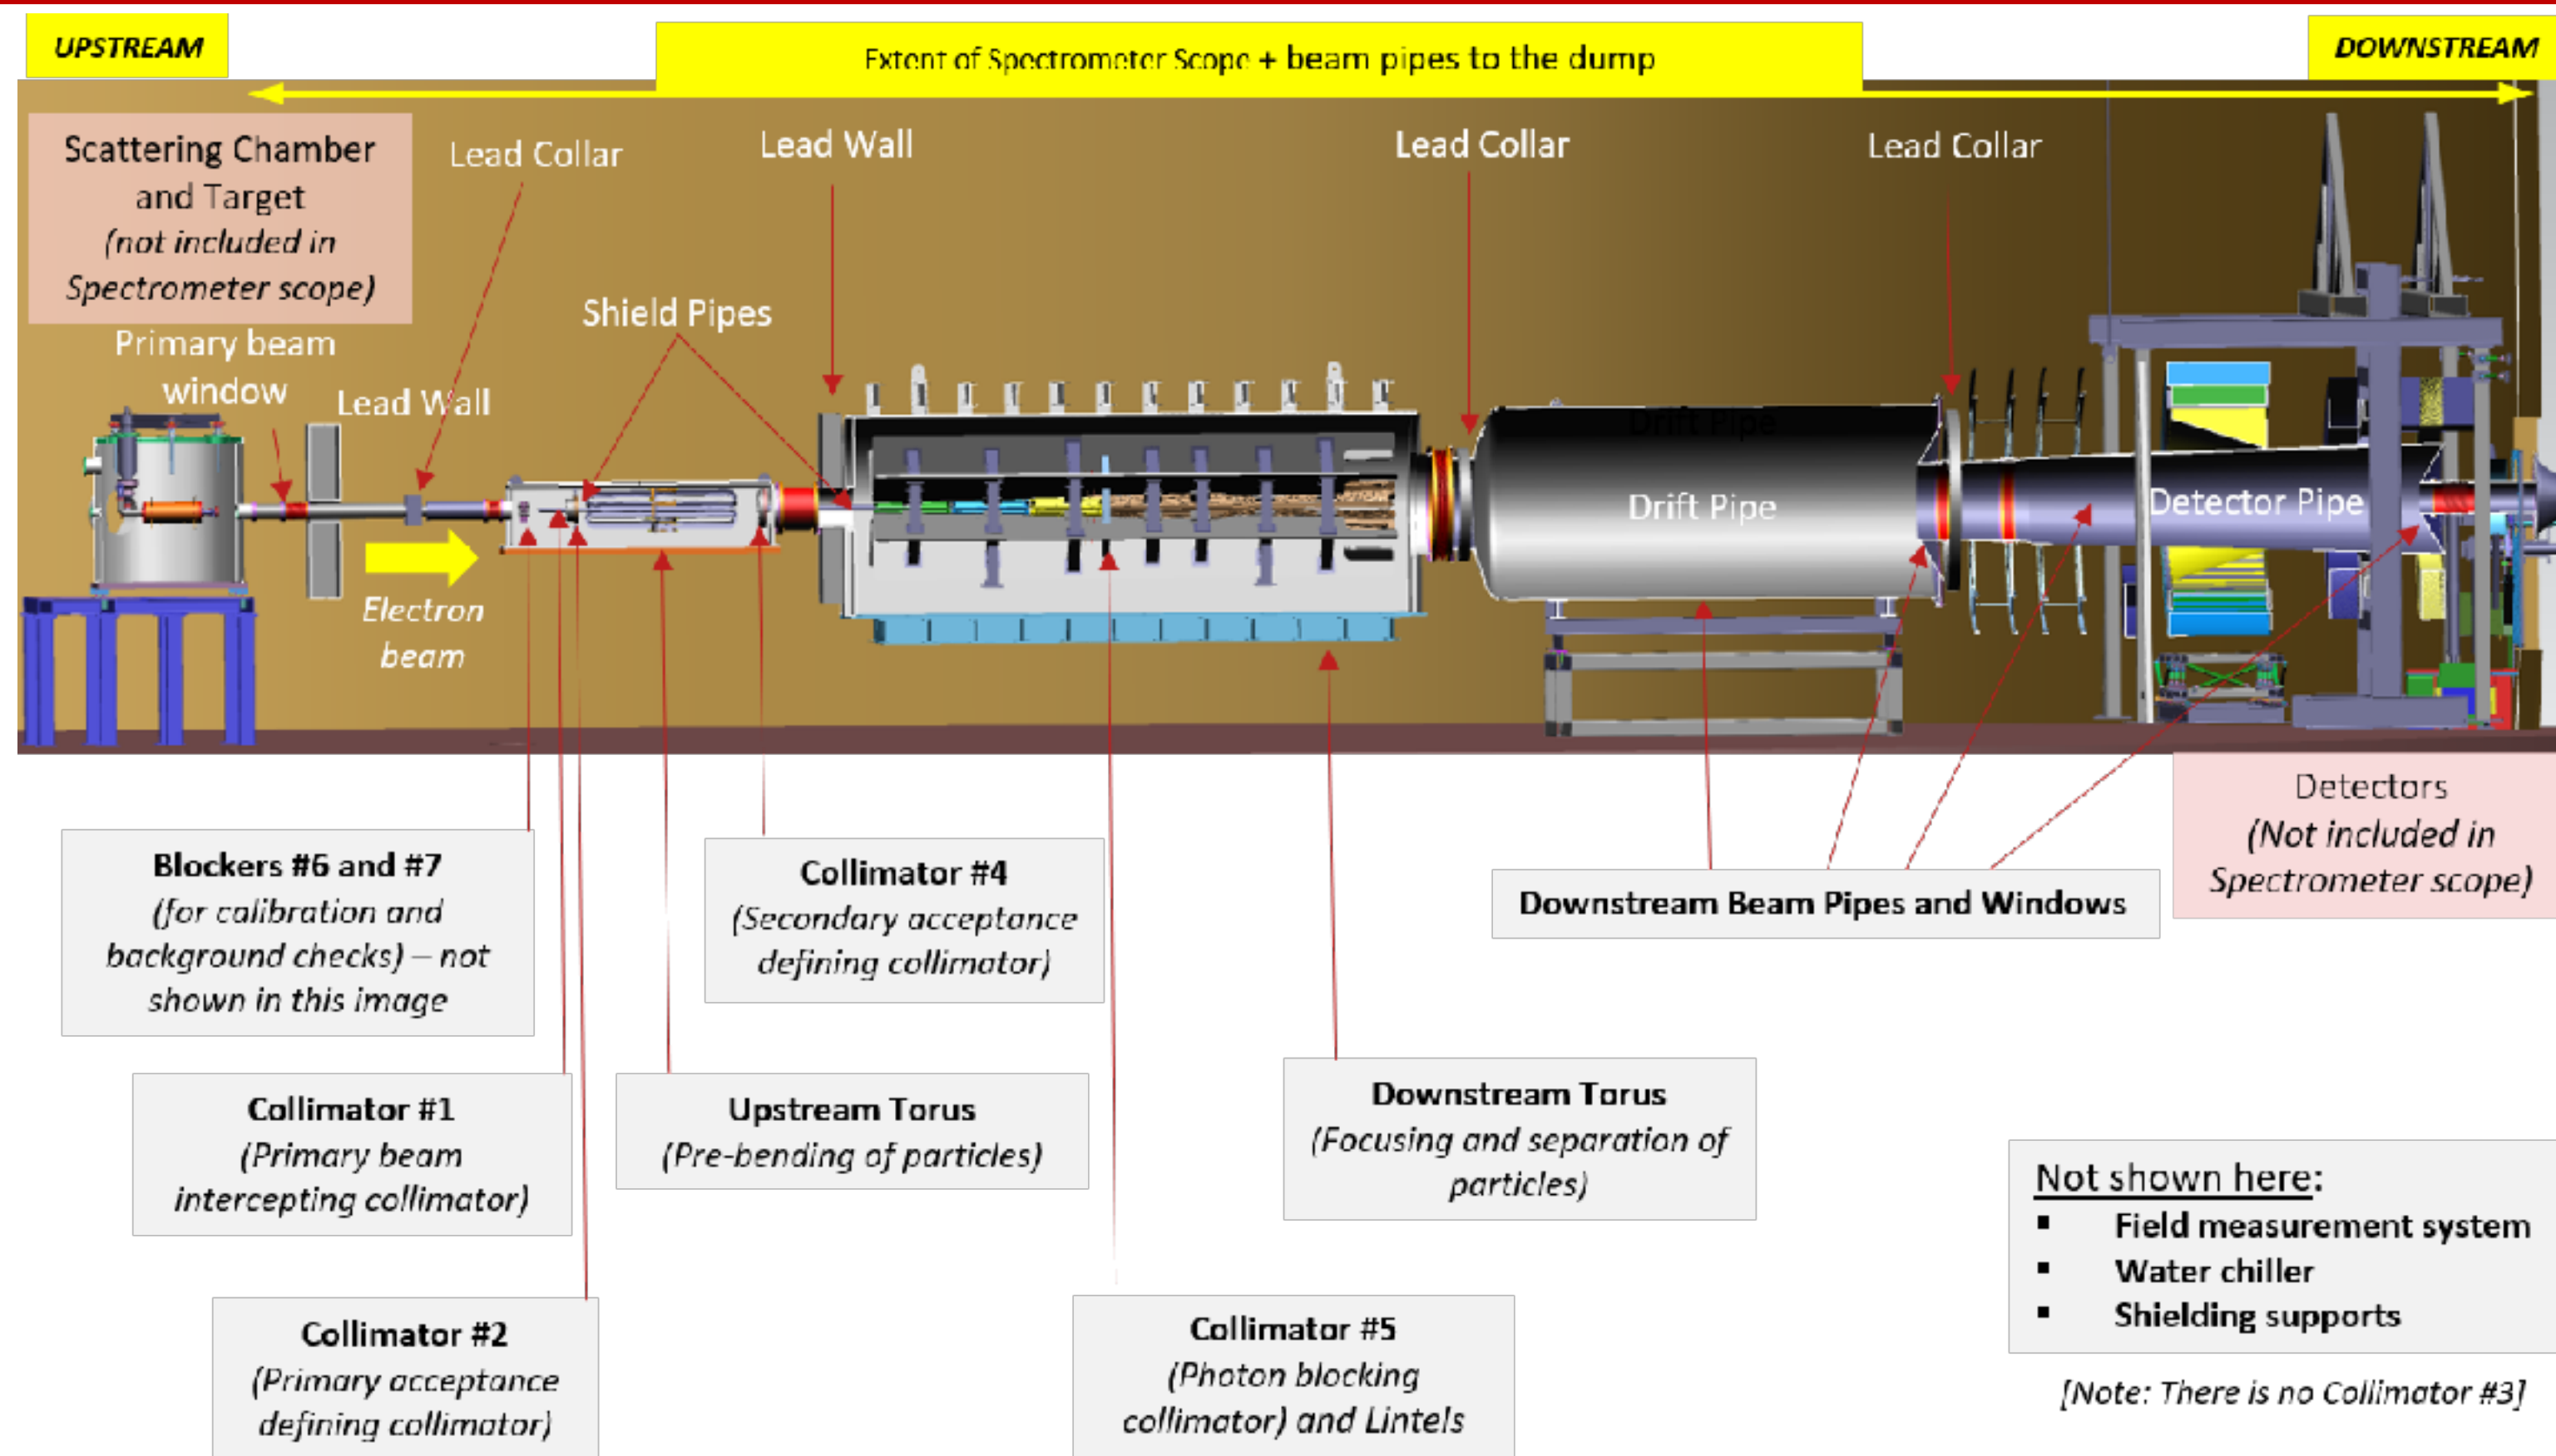 UPSTREAM
Extent of Spectrometer Scope + beam pipes to the dump
DOWNSTREAM
Scattering Chamber
and Target
(not included in
Spectrometer scope)
Lead Collar
Lead Wall
Lead Collar
Lead Collar
Shield Pipes
Primary beam
window
Lead Wall
Drift Pipe
Drift Pipe
Detector Pipe
Electron
beam
Detectors
(Not included in
Spectrometer scope)
Blockers #6 and #7
(for calibration and
background checks) – not
shown in this image
Collimator #4
(Secondary acceptance
defining collimator)
Downstream Beam Pipes and Windows
Collimator #1
(Primary beam
intercepting collimator)
Upstream Torus
(Pre-bending of particles)
Downstream Torus
(Focusing and separation of
particles)
Not shown here:
▪ Field measurement system
▪ Water chiller
▪ Shielding supports
Collimator #2
(Primary acceptance
defining collimator)
Collimator #5
(Photon blocking
collimator) and Lintels
[Note: There is no Collimator #3]